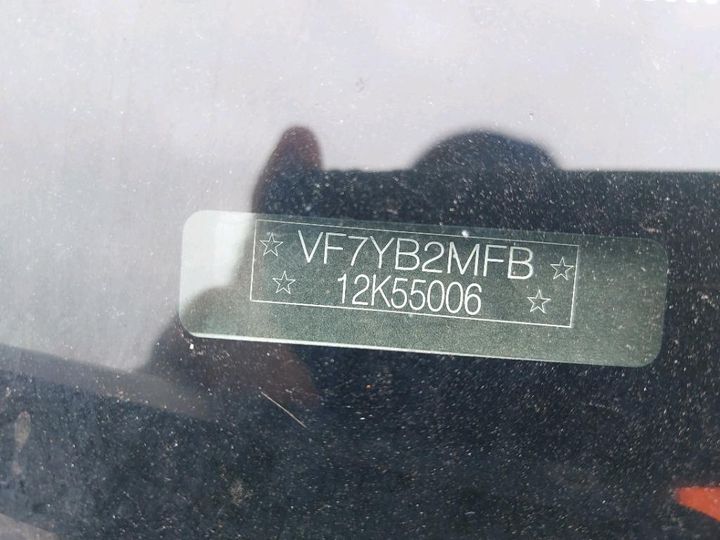 ☆ VF7YB2MFB ☆
☆ 12K55006 ☆